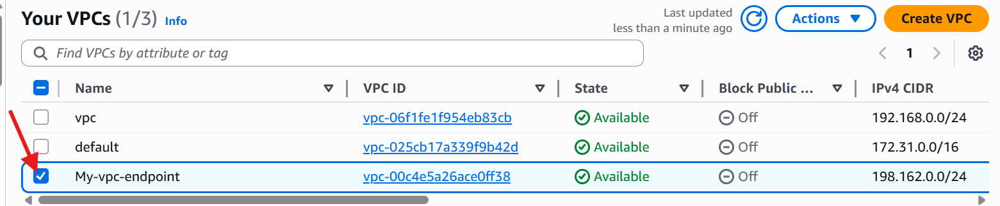 Your VPCs (1/3) Info
Last updated
less than a minute ago
Actions
Create VPC
Find VPCs by attribute or tag
1
Name VPC ID State Block Public ... IPv4 CIDR
vpc vpc-06f1fe1f954eb83cb Available Off 192.168.0.0/24
default vpc-025cb17a339f9b42d Available Off 172.31.0.0/16
My-vpc-endpoint vpc-00c4e5a26ace0ff38 Available Off 198.162.0.0/24